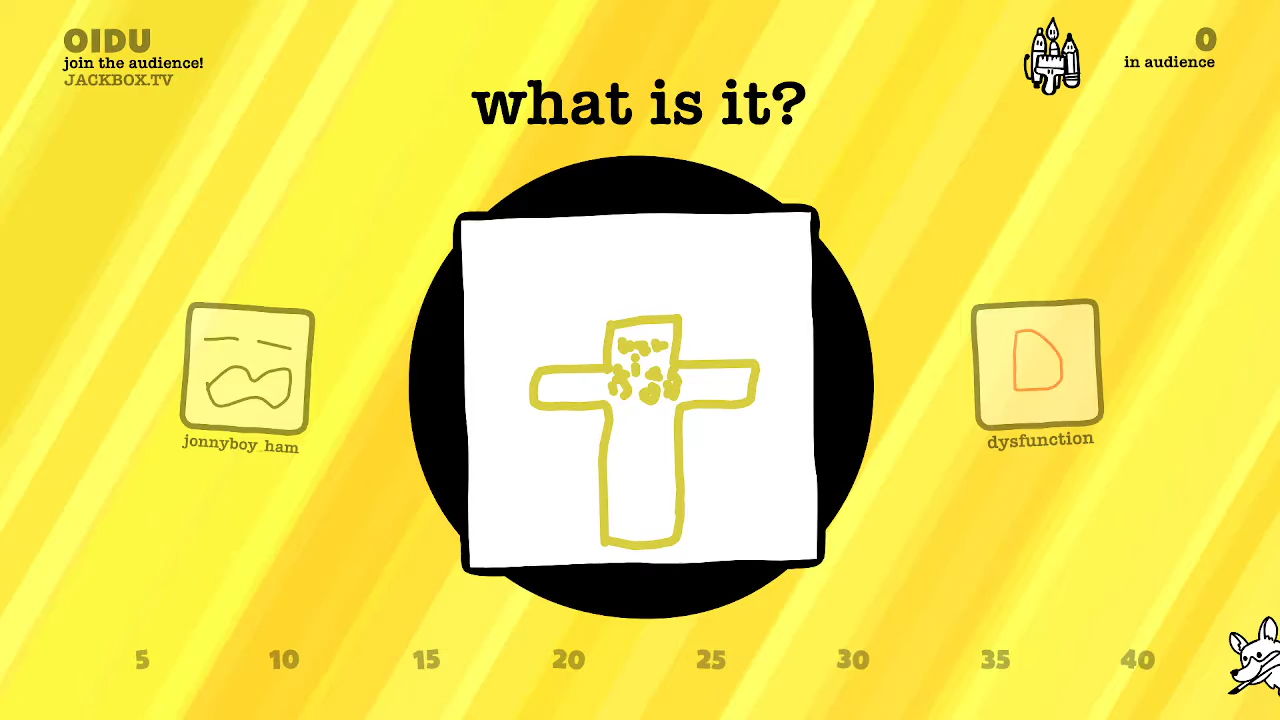 OIDU
join the audience!
JACKBOX.TV
0
in audience
what is it?
jonnyboy_ham
D
dysfunction
5 10 15 20 25 30 35 40